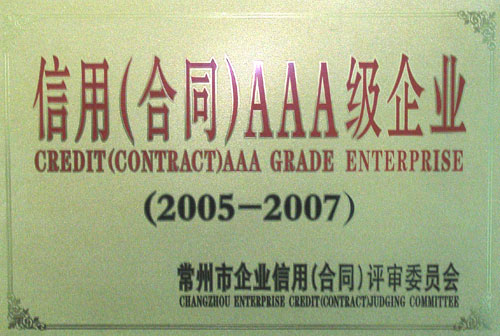 信用(合同)AAA级企业
CREDIT(CONTRACT)AAA GRADE ENTERPRISE
(2005-2007)
常州市企业信用(合同)评审委员会
CHANGZHOU ENTERPRISE CREDIT(CONTRACT)JUDGING COMMITTEE